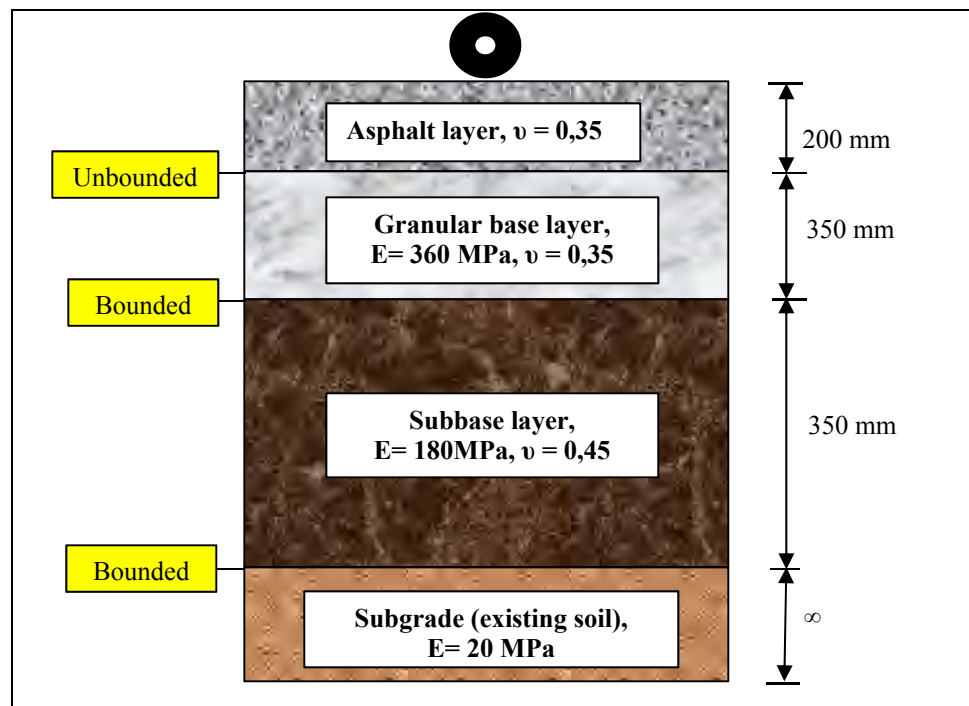 Asphalt layer, υ = 0,35
200 mm
Unbounded
Granular base layer,
E= 360 MPa, υ = 0,35
350 mm
Bounded
Subbase layer,
E= 180MPa, υ = 0,45
350 mm
Bounded
Subgrade (existing soil),
E= 20 MPa
∞